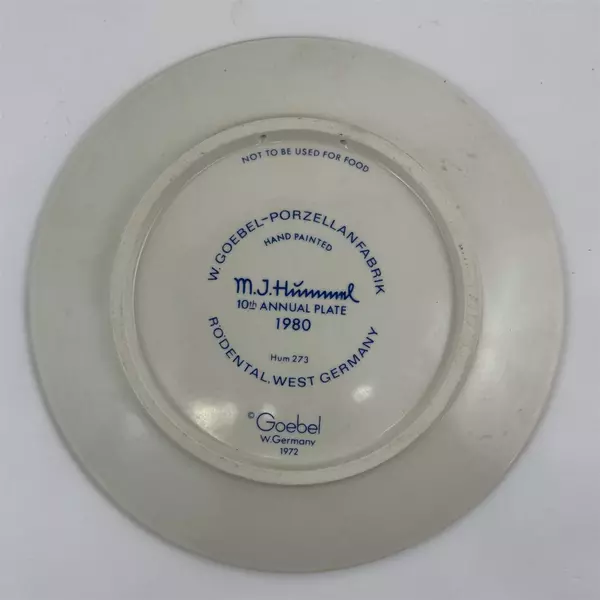 NOT TO BE USED FOR FOOD
W. GOEBEL-PORZELLANFABRIK
HAND PAINTED
M.J.Hummel
10th ANNUAL PLATE
1980
Hum 273
RÖDENTAL, WEST GERMANY
© Goebel
W. Germany
1972